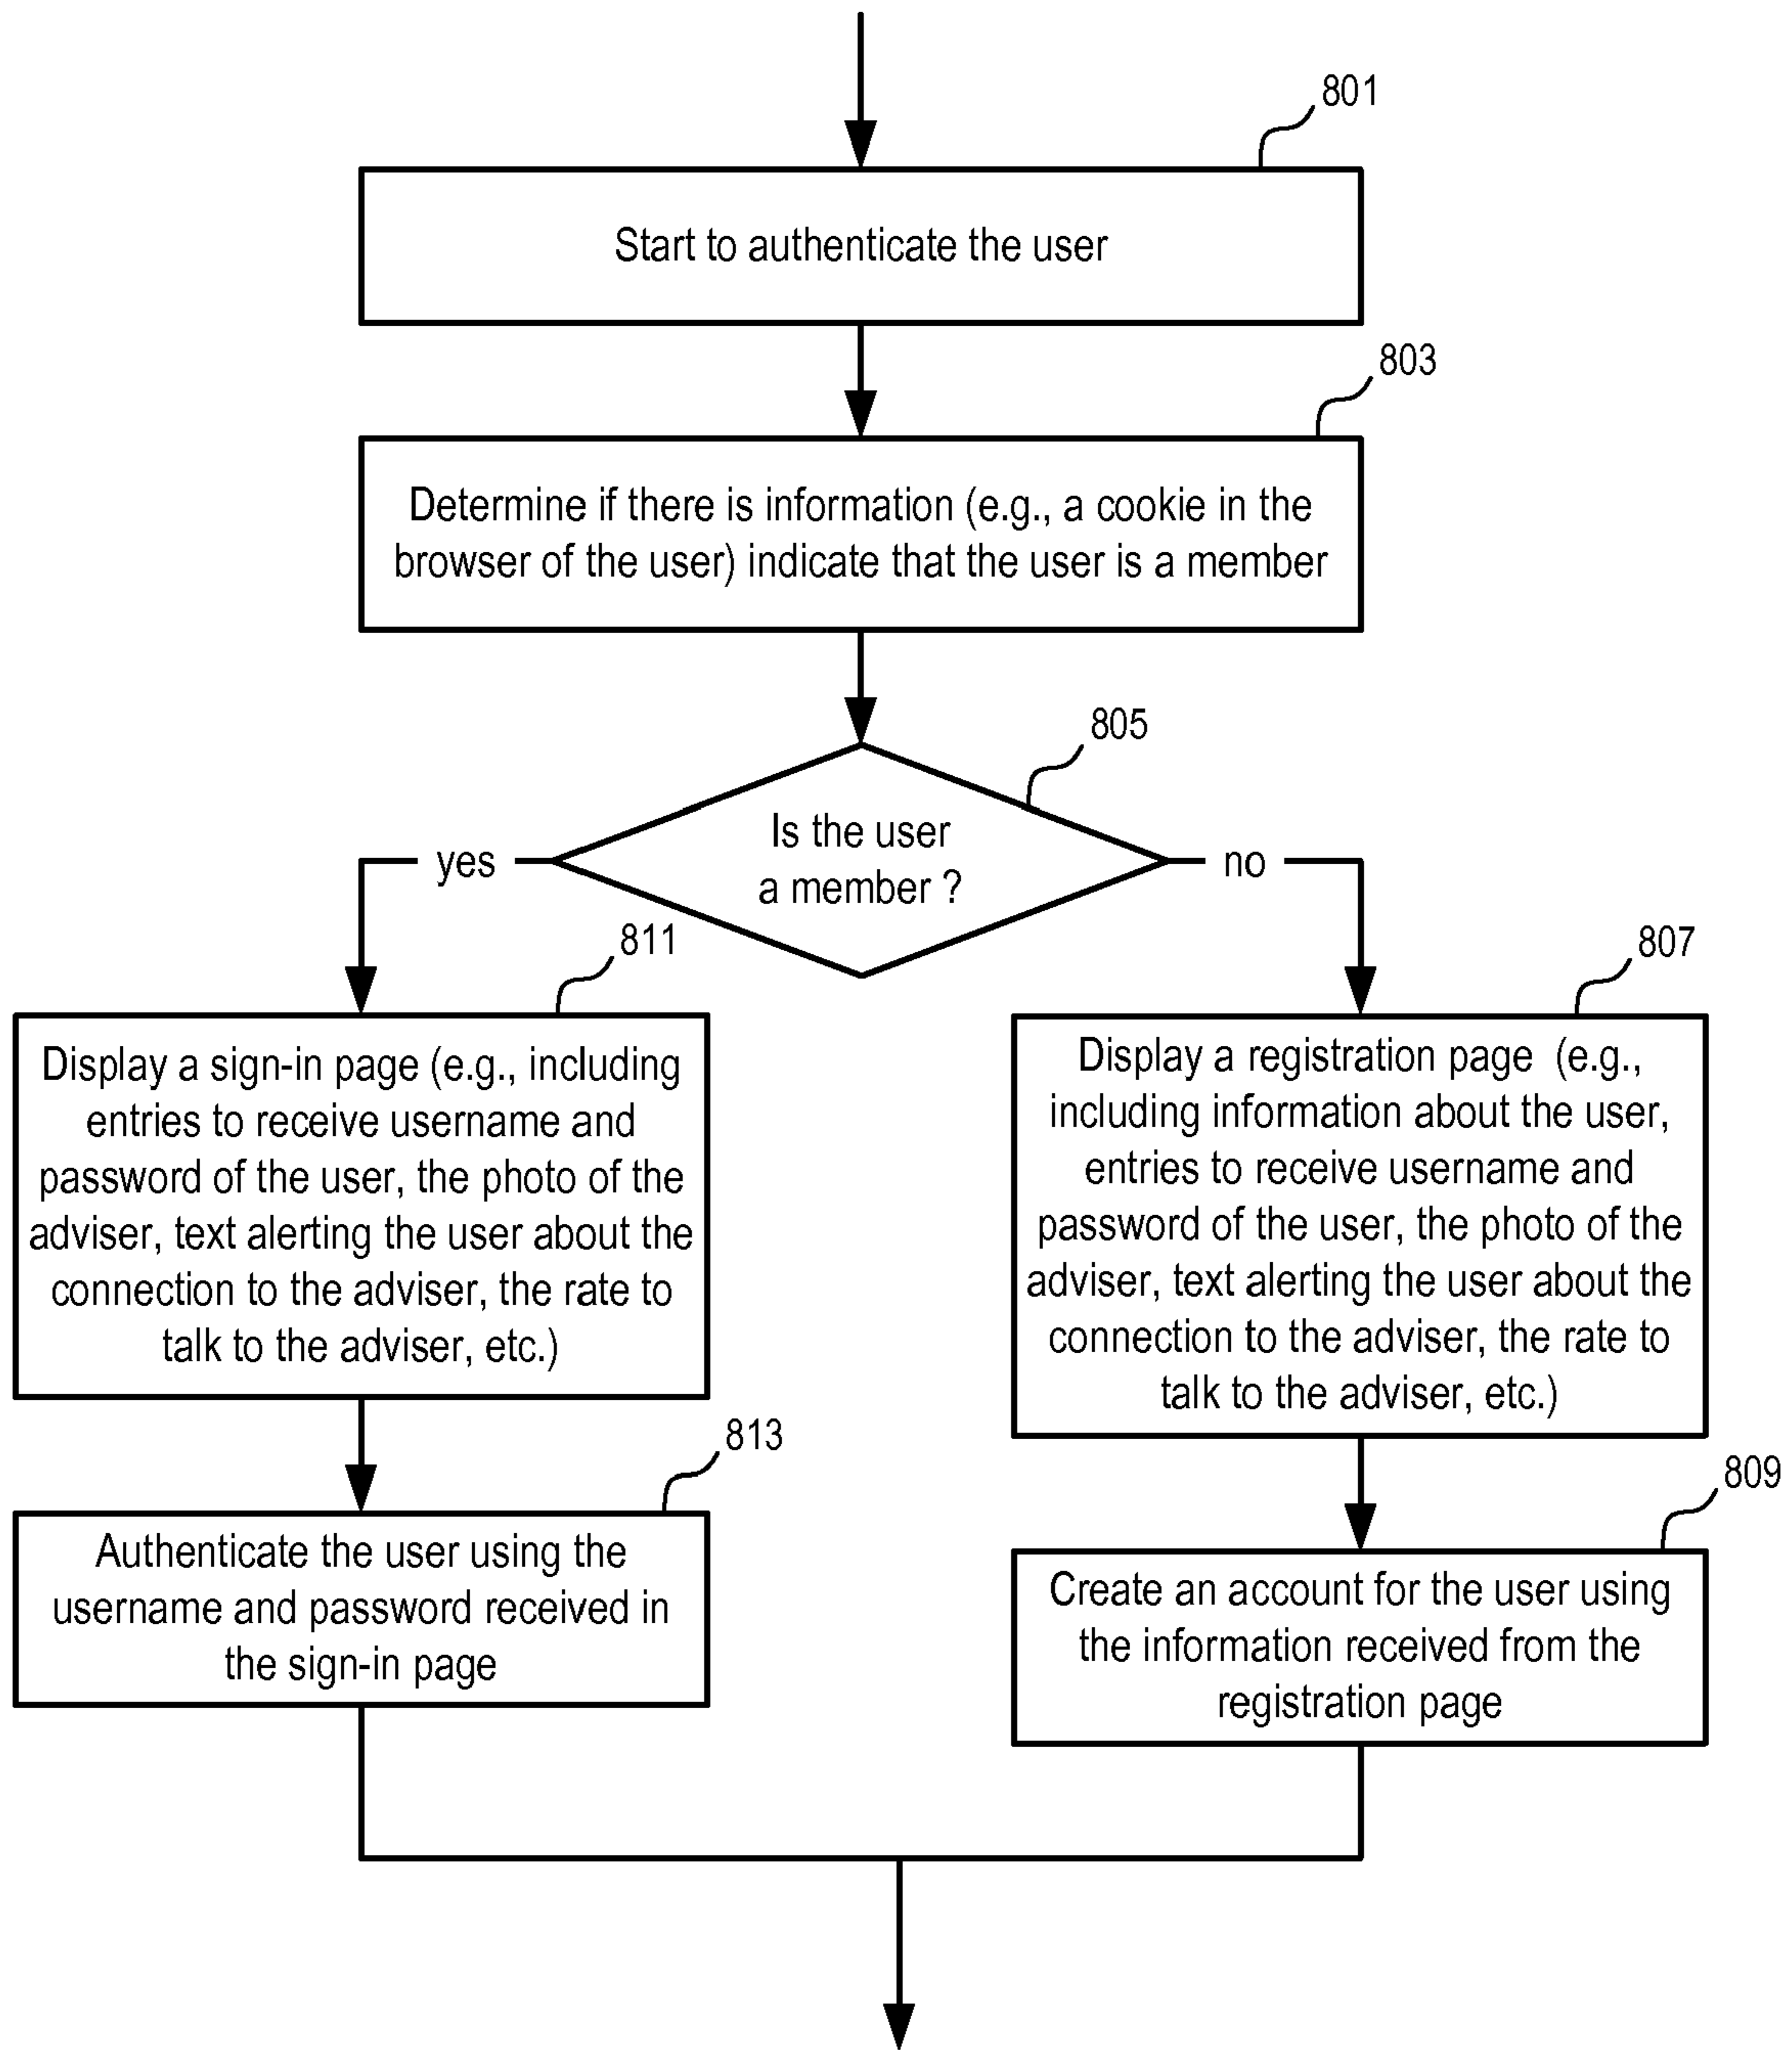 801
Start to authenticate the user
803
Determine if there is information (e.g., a cookie in the
browser of the user) indicate that the user is a member
805
Is the user
a member ?
yes
no
811
Display a sign-in page (e.g., including
entries to receive username and
password of the user, the photo of the
adviser, text alerting the user about the
connection to the adviser, the rate to
talk to the adviser, etc.)
807
Display a registration page (e.g.,
including information about the user,
entries to receive username and
password of the user, the photo of the
adviser, text alerting the user about the
connection to the adviser, the rate to
talk to the adviser, etc.)
813
Authenticate the user using the
username and password received in
the sign-in page
809
Create an account for the user using
the information received from the
registration page